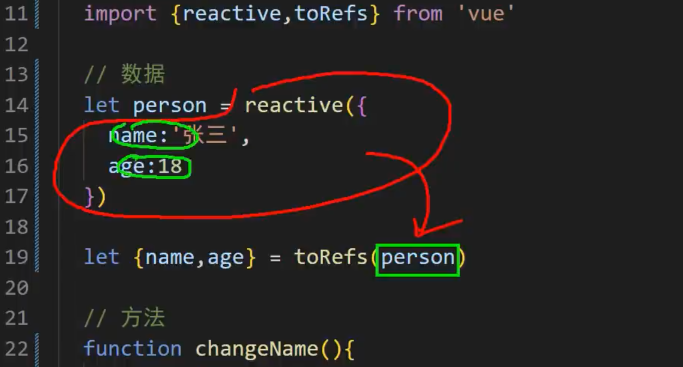 11 import {reactive,toRefs} from 'vue'
12
13 // 数据
14 let person = reactive({
15 name:'张三',
16 age:18
17 })
18
19 let {name,age} = toRefs(person)
20
21 // 方法
22 function changeName(){